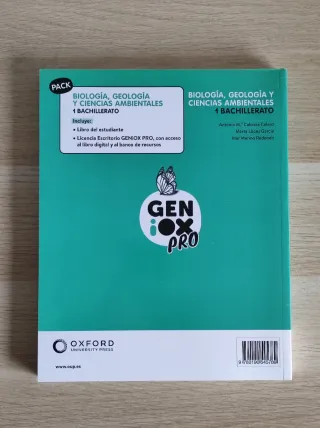 PACK
BIOLOGÍA, GEOLOGÍA
Y CIENCIAS AMBIENTALES
1 BACHILLERATO
Incluye:
• Libro del estudiante
• Licencia Escritorio GENiOX PRO, con acceso
al libro digital y al banco de recursos
BIOLOGÍA, GEOLOGÍA Y
CIENCIAS AMBIENTALES
1 BACHILLERATO
GEN
iOX
PRO
OXFORD
UNIVERSITY PRESS
www.oup.es